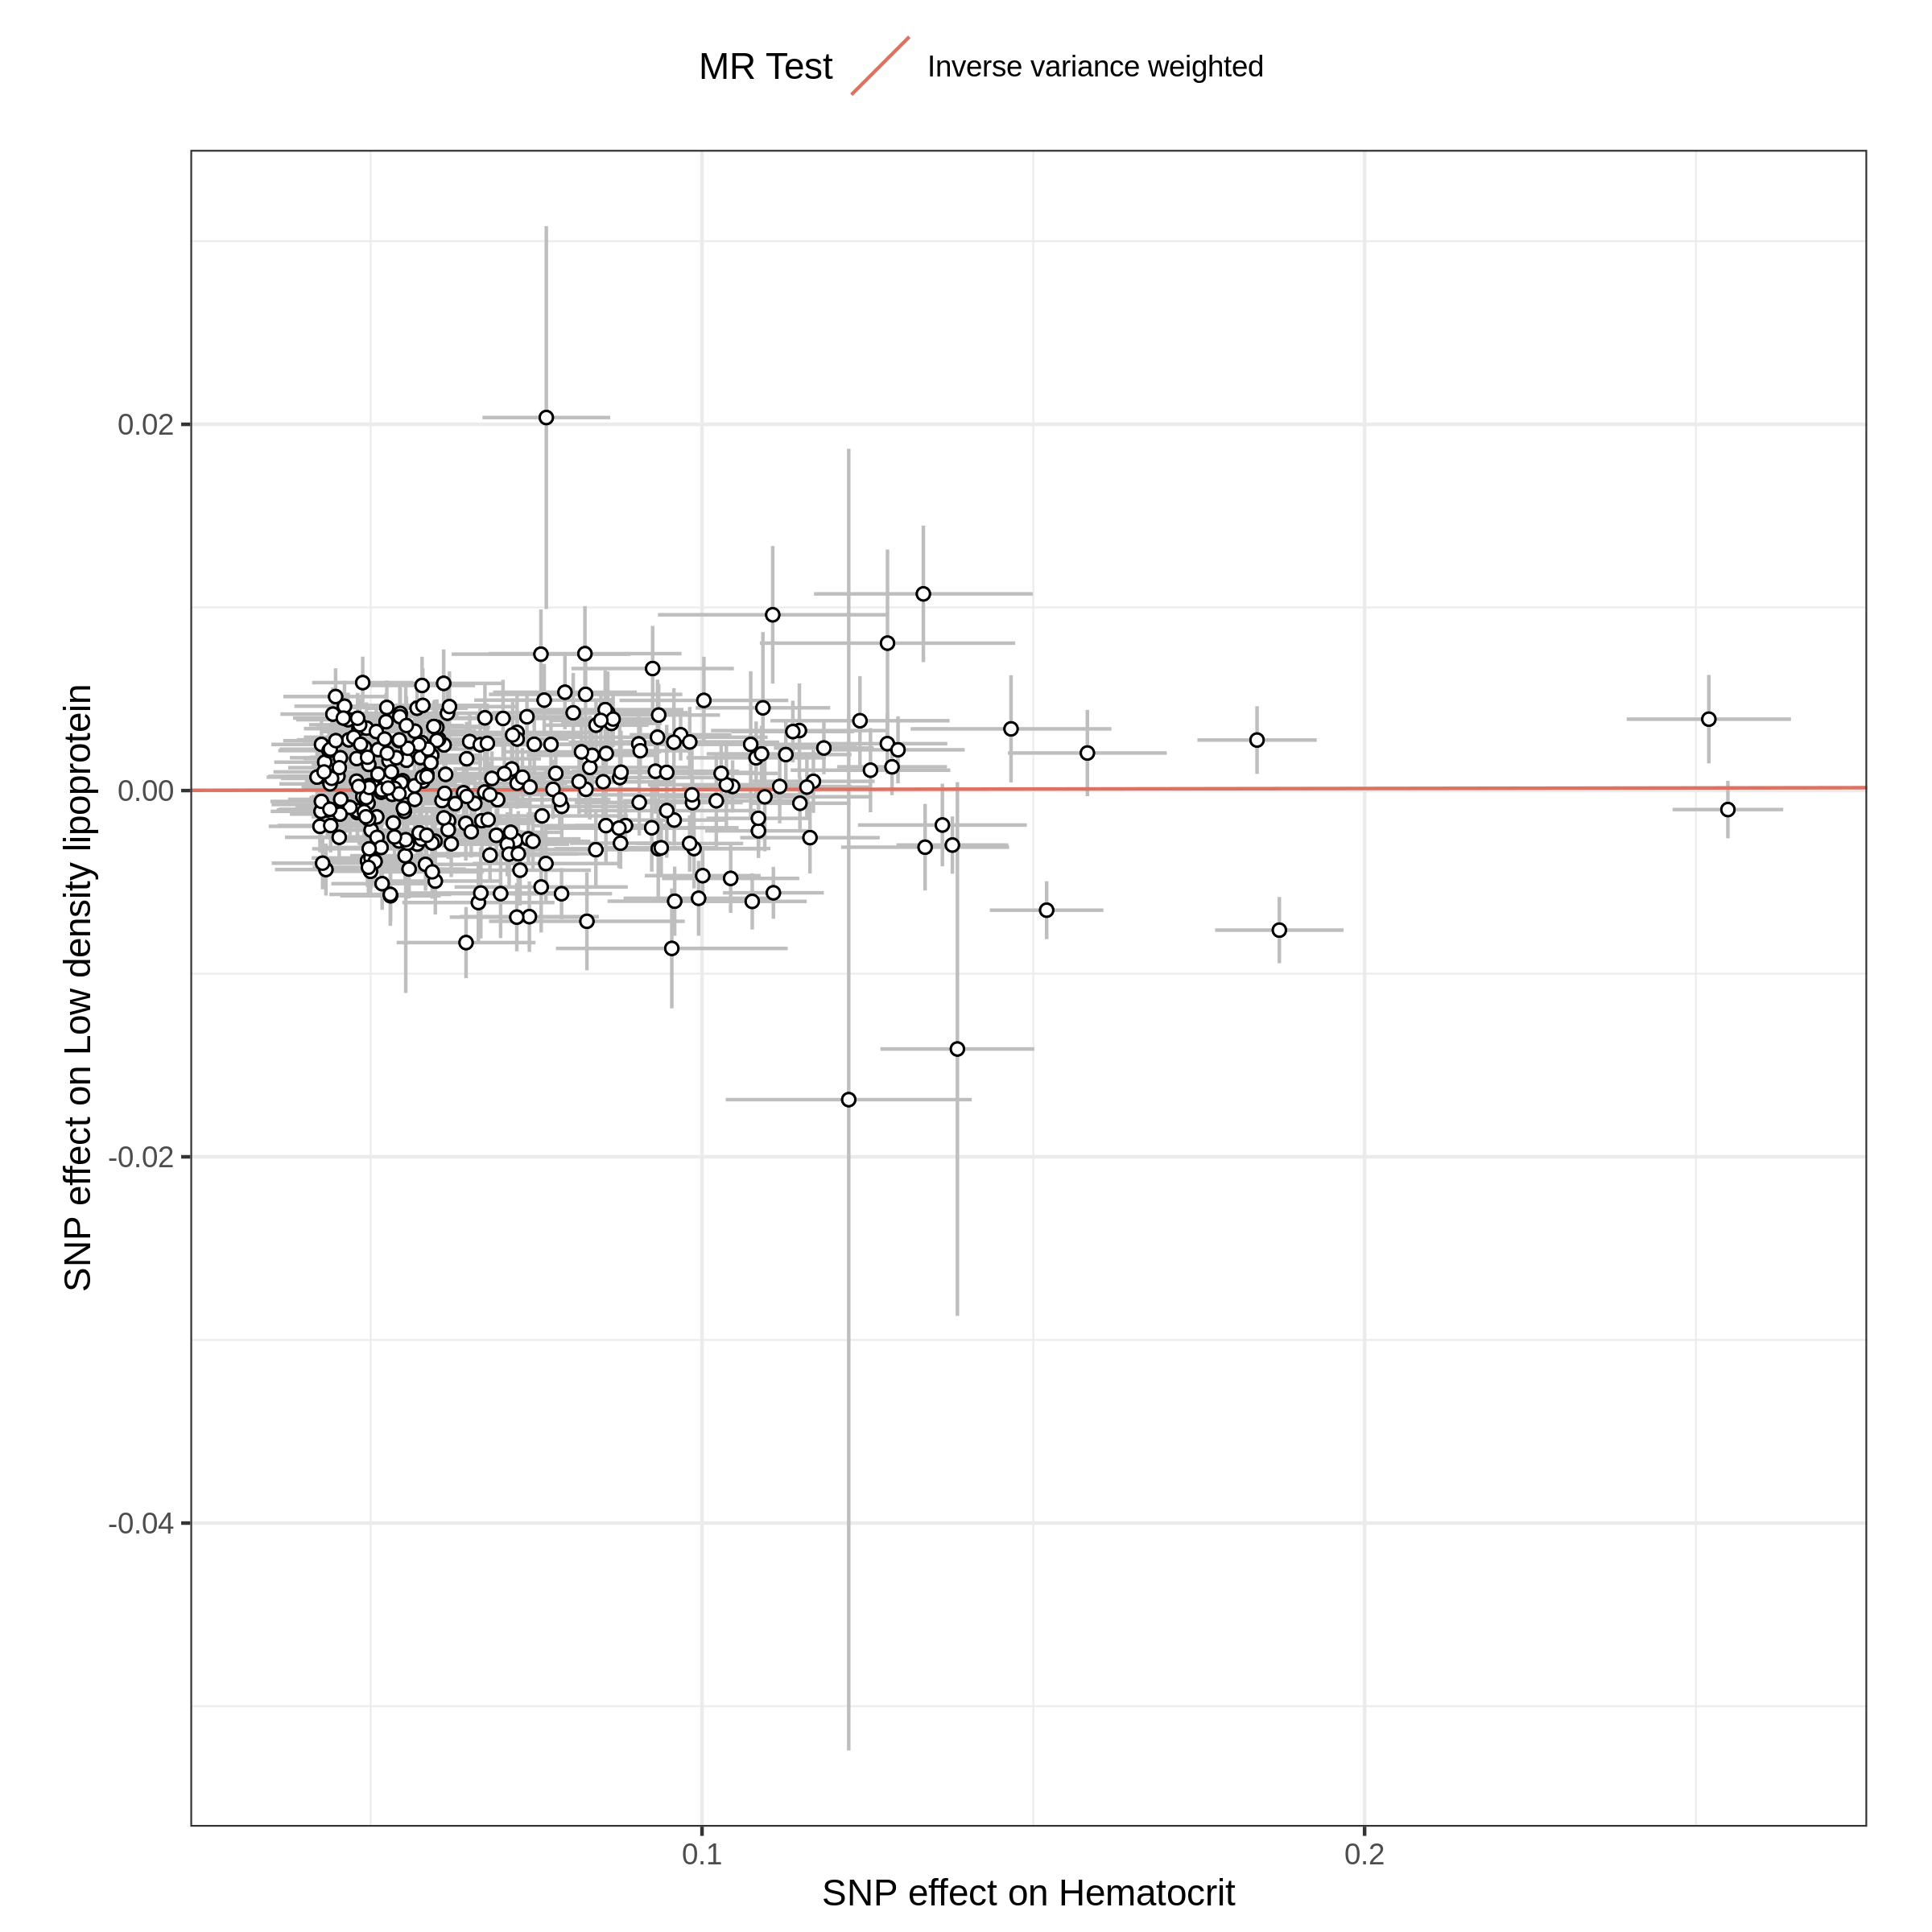 MR Test
Inverse variance weighted
SNP effect on Low density lipoprotein
0.02
0.00
-0.02
-0.04
0.1
0.2
SNP effect on Hematocrit